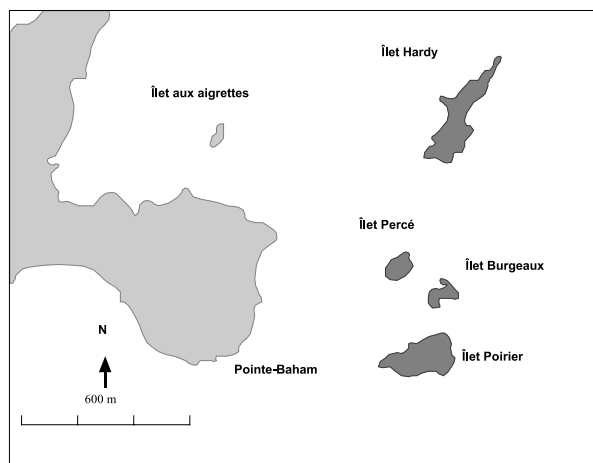 Îlet Hardy
Îlet aux aigrettes
Îlet Percé
Îlet Burgeaux
N
Îlet Poirier
Pointe-Baham
600 m